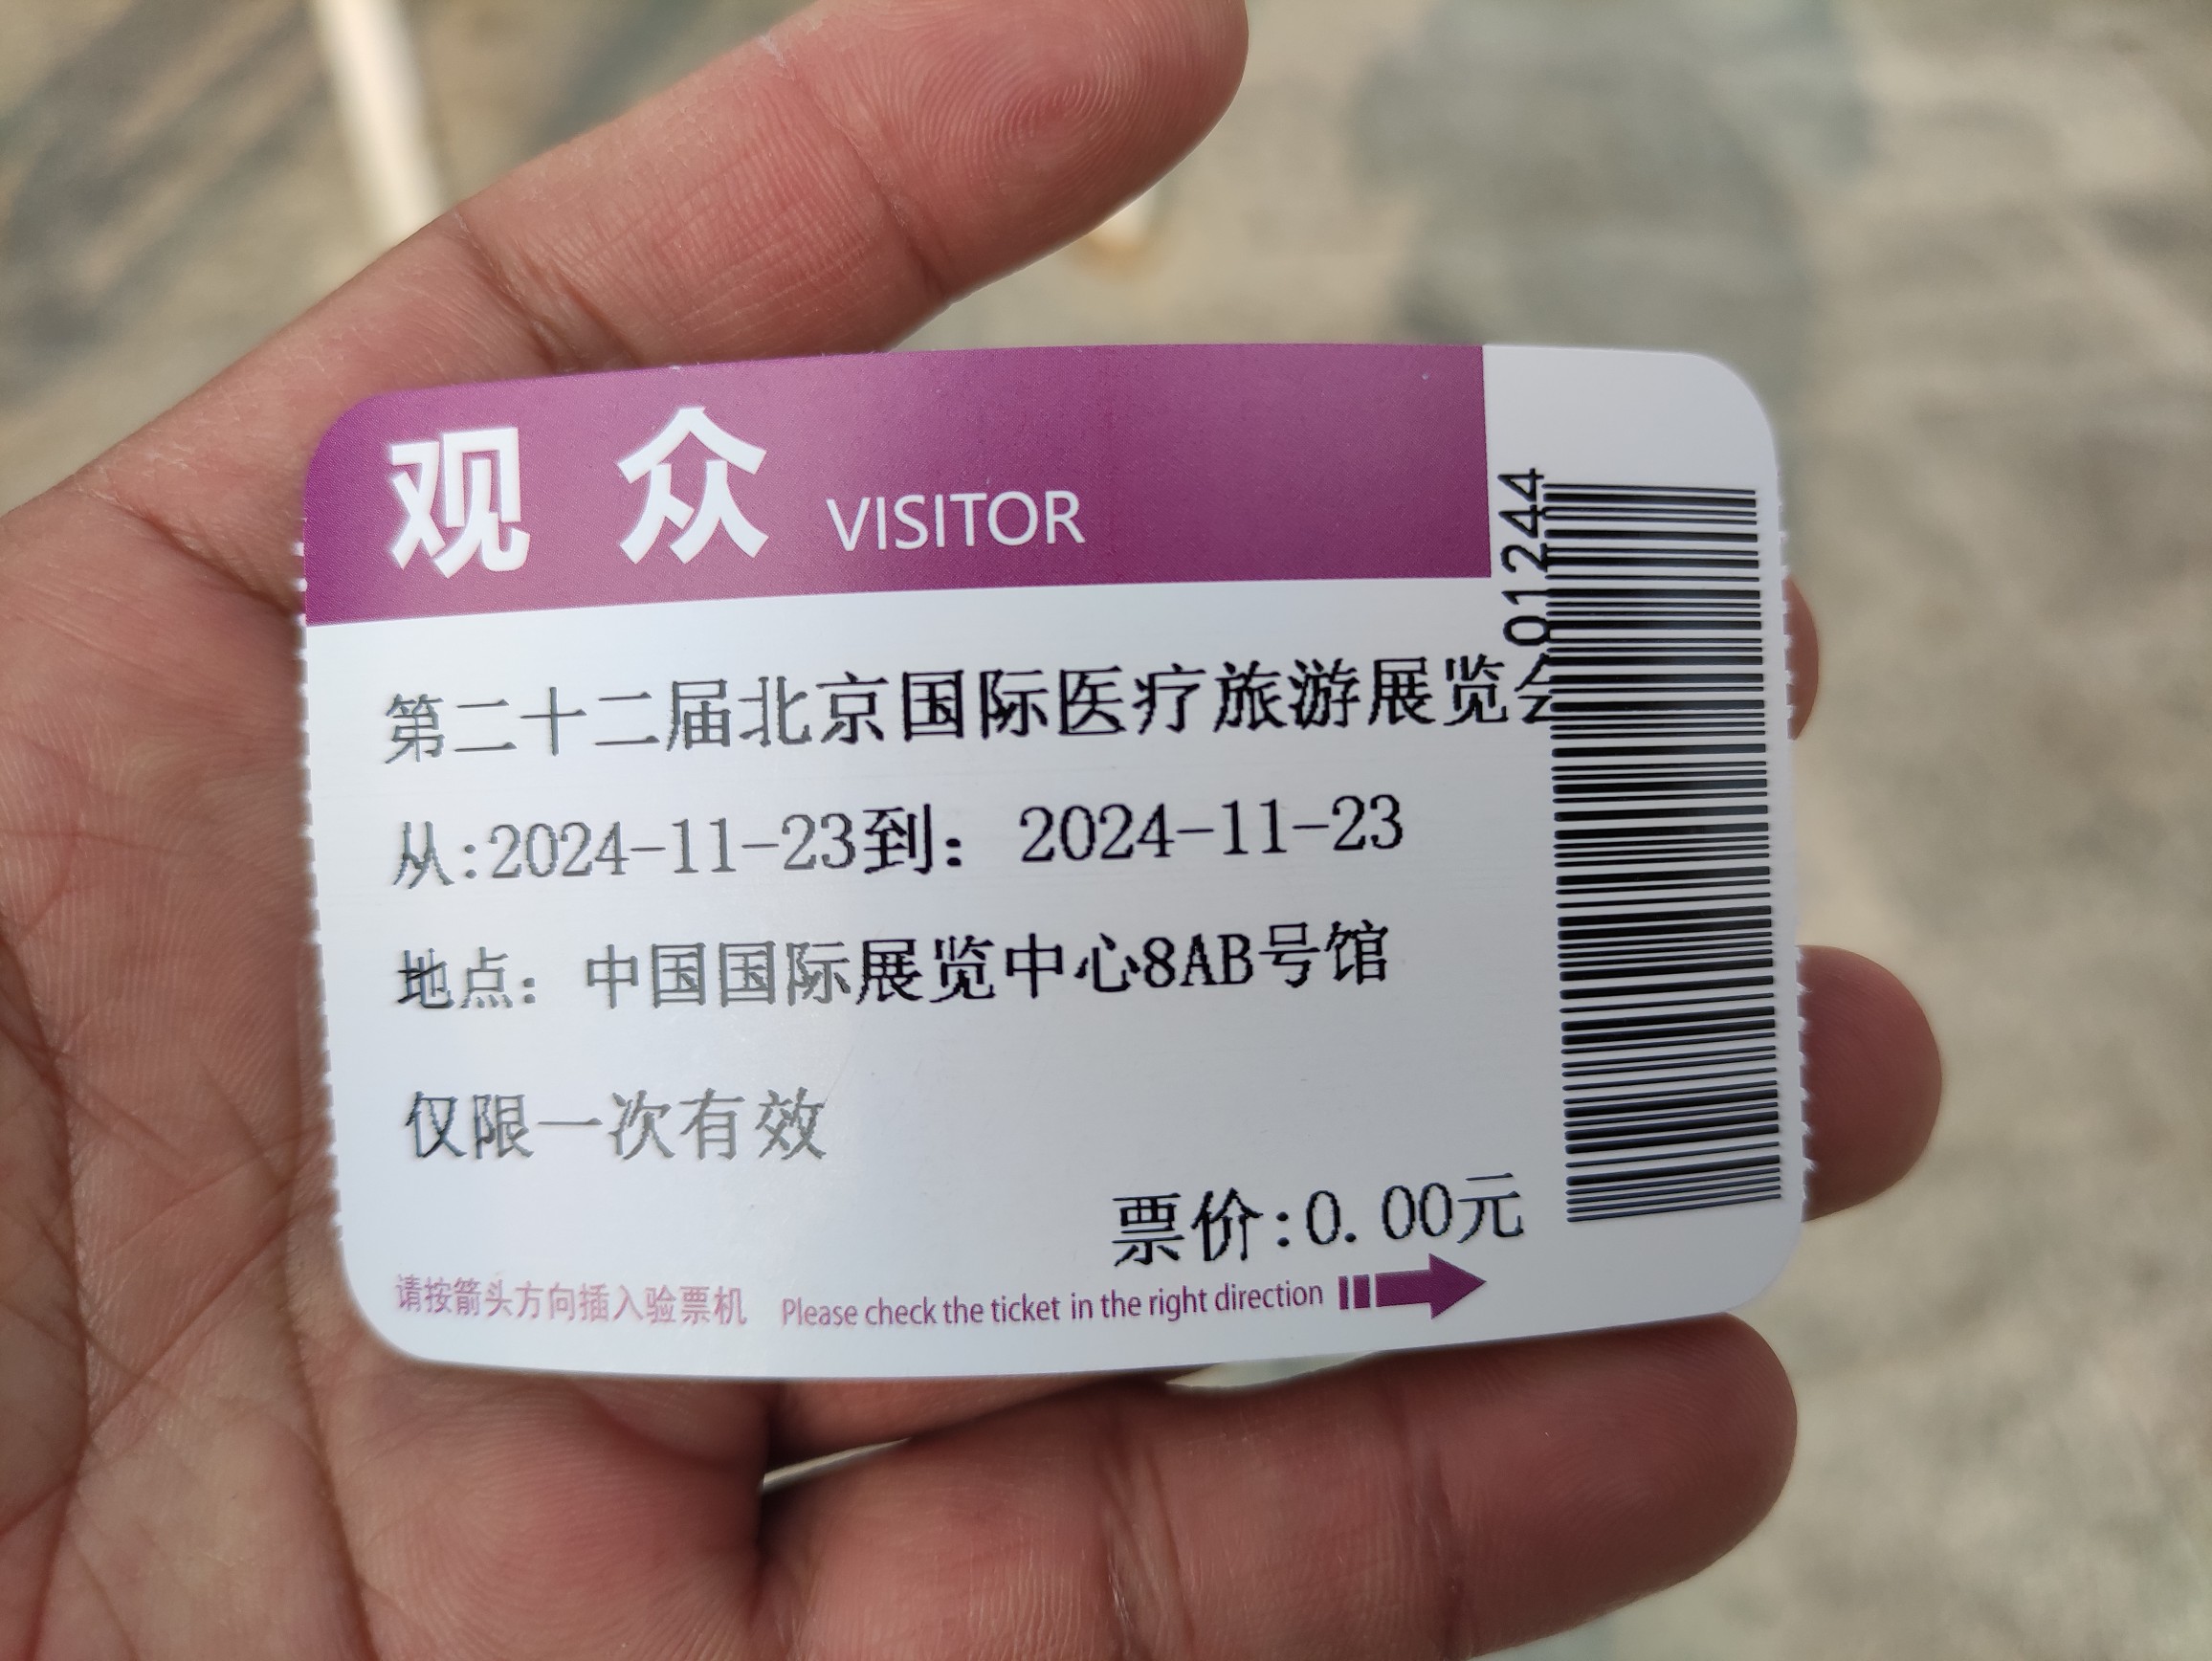 观众 VISITOR
01244
第二十二届北京国际医疗旅游展览会
从:2024-11-23到：2024-11-23
地点：中国国际展览中心8AB号馆
仅限一次有效
票价:0.00元
请按箭头方向插入验票机 Please check the ticket in the right direction